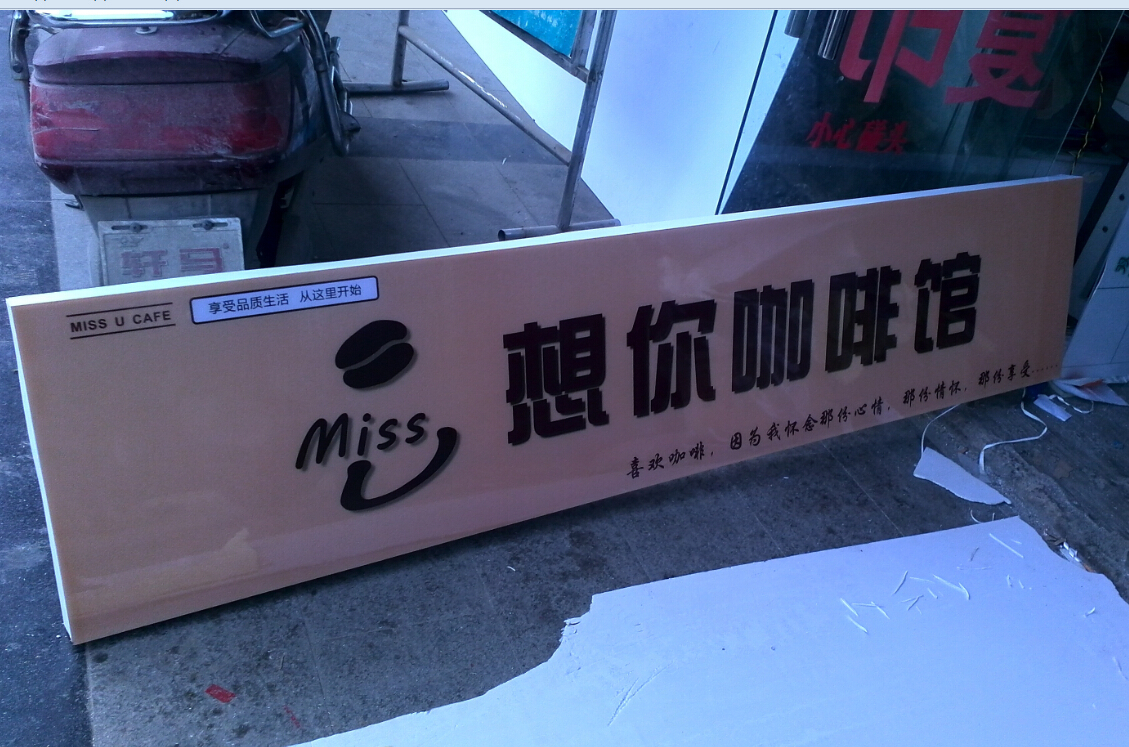 复印
小心碰头
MISS U CAFE
享受品质生活 从这里开始
Miss
U
想你咖啡馆
喜欢咖啡，因为我怀念那份心情，那份情怀，那份享受……